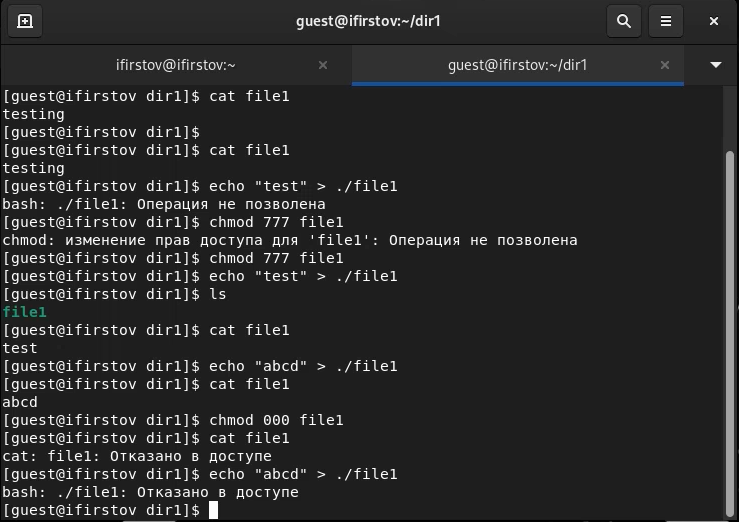 guest@ifirstov:~/dir1
ifirstov@ifirstov:~
guest@ifirstov:~/dir1
[guest@ifirstov dir1]$ cat file1
testing
[guest@ifirstov dir1]$
[guest@ifirstov dir1]$ cat file1
testing
[guest@ifirstov dir1]$ echo "test" > ./file1
bash: ./file1: Операция не позволена
[guest@ifirstov dir1]$ chmod 777 file1
chmod: изменение прав доступа для 'file1': Операция не позволена
[guest@ifirstov dir1]$ chmod 777 file1
[guest@ifirstov dir1]$ echo "test" > ./file1
[guest@ifirstov dir1]$ ls
file1
[guest@ifirstov dir1]$ cat file1
test
[guest@ifirstov dir1]$ echo "abcd" > ./file1
[guest@ifirstov dir1]$ cat file1
abcd
[guest@ifirstov dir1]$ chmod 000 file1
[guest@ifirstov dir1]$ cat file1
cat: file1: Отказано в доступе
[guest@ifirstov dir1]$ echo "abcd" > ./file1
bash: ./file1: Отказано в доступе
[guest@ifirstov dir1]$